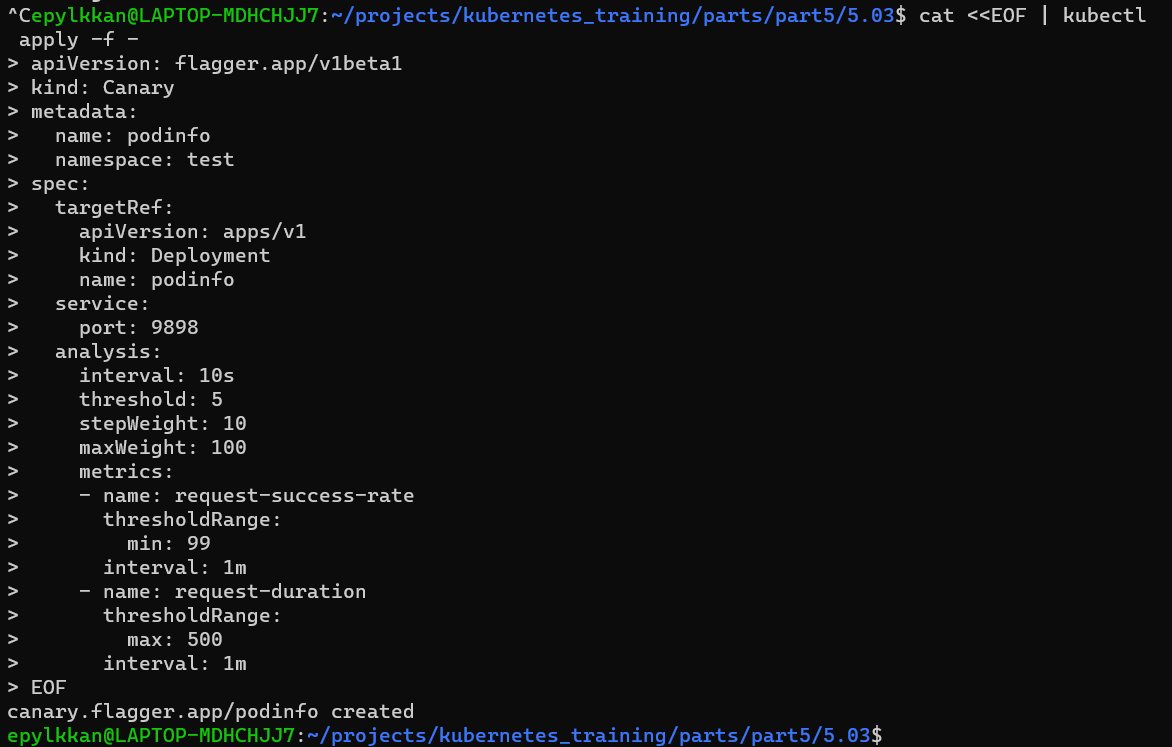 ^Cepylkkan@LAPTOP-MDHCHJJ7:~/projects/kubernetes_training/parts/part5/5.03$ cat <<EOF | kubectl
 apply -f -
> apiVersion: flagger.app/v1beta1
> kind: Canary
> metadata:
>   name: podinfo
>   namespace: test
> spec:
>   targetRef:
>     apiVersion: apps/v1
>     kind: Deployment
>     name: podinfo
>   service:
>     port: 9898
>   analysis:
>     interval: 10s
>     threshold: 5
>     stepWeight: 10
>     maxWeight: 100
>     metrics:
>     - name: request-success-rate
>       thresholdRange:
>         min: 99
>       interval: 1m
>     - name: request-duration
>       thresholdRange:
>         max: 500
>       interval: 1m
> EOF
canary.flagger.app/podinfo created
epylkkan@LAPTOP-MDHCHJJ7:~/projects/kubernetes_training/parts/part5/5.03$